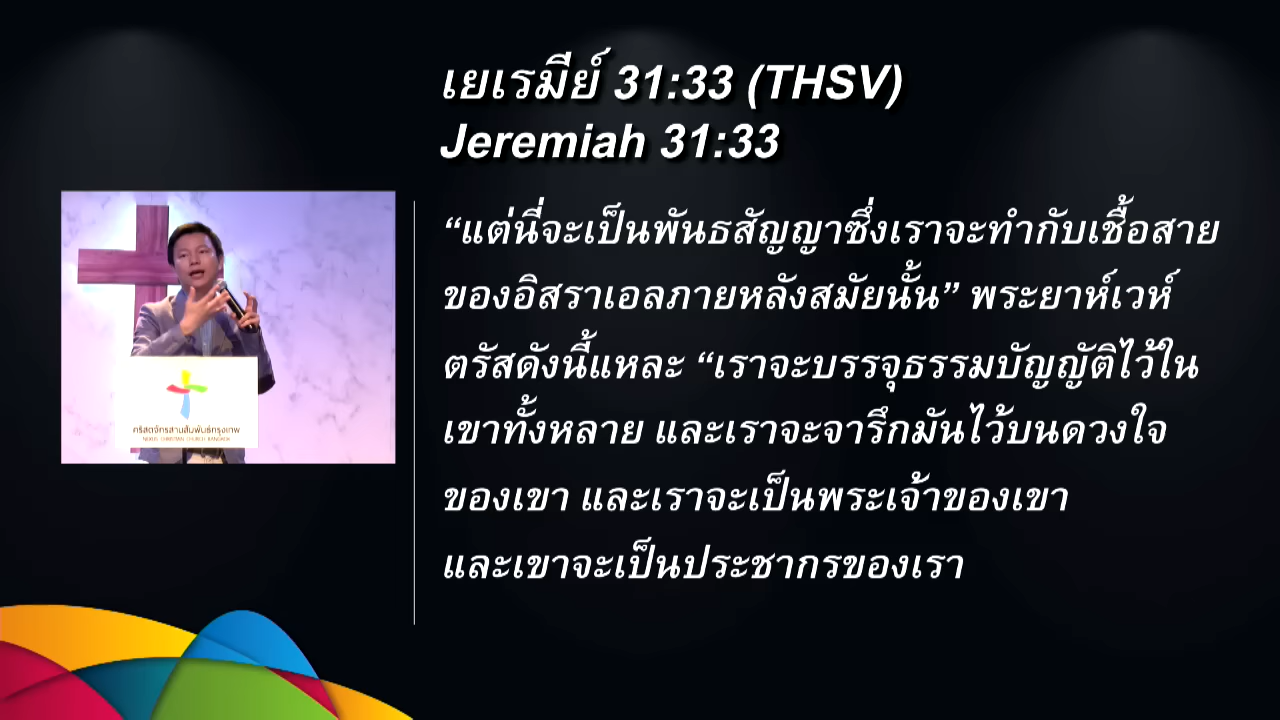 เยเรมีย์ 31:33 (THSV)
Jeremiah 31:33
“แต่นี่จะเป็นพันธสัญญาซึ่งเราจะทำกับเชื้อสาย
ของอิสราเอลภายหลังสมัยนั้น” พระยาห์เวห์
ตรัสดังนี้แหละ “เราจะบรรจุธรรมบัญญัติไว้ใน
เขาทั้งหลาย และเราจะจารึกมันไว้บนดวงใจ
ของเขา และเราจะเป็นพระเจ้าของเขา
และเขาจะเป็นประชากรของเรา
คริสตจักรสานสัมพันธ์กรุงเทพ
NEXUS CHRISTIAN CHURCH BANGKOK